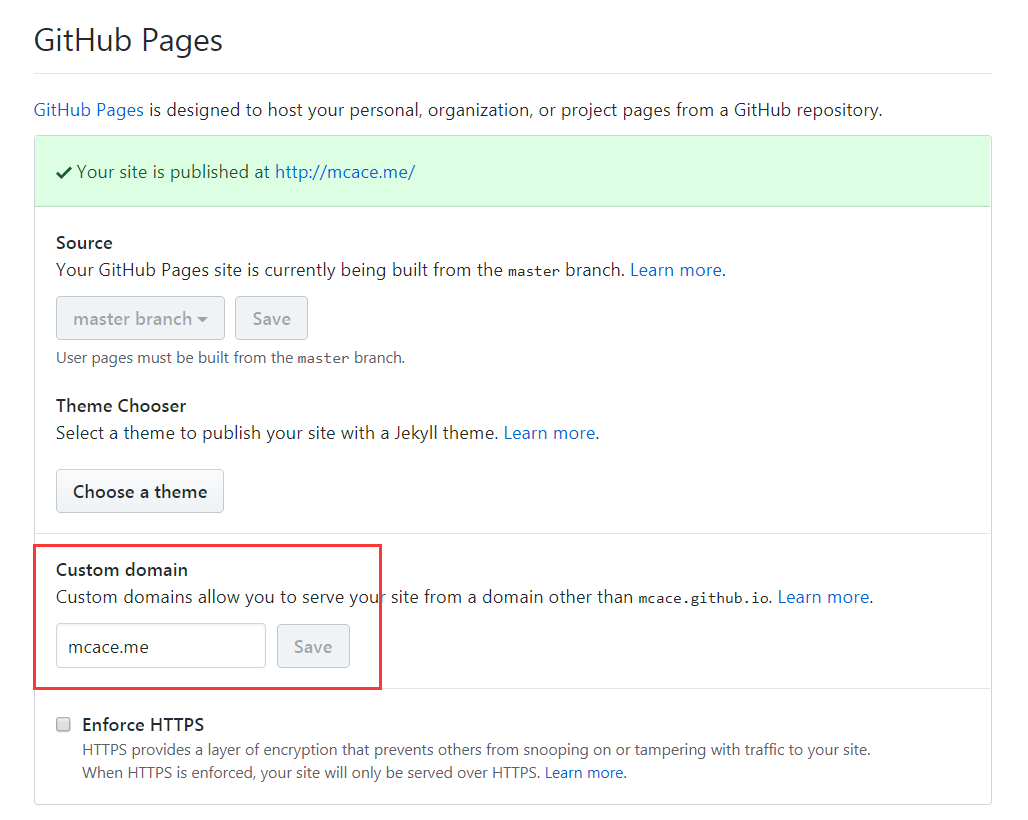 GitHub Pages
GitHub Pages is designed to host your personal, organization, or project pages from a GitHub repository.
Your site is published at http://mcace.me/
Source
Your GitHub Pages site is currently being built from the master branch. Learn more.
master branch Save
User pages must be built from the master branch.
Theme Chooser
Select a theme to publish your site with a Jekyll theme. Learn more.
Choose a theme
Custom domain
Custom domains allow you to serve your site from a domain other than mcace.github.io. Learn more.
mcace.me Save
Enforce HTTPS
HTTPS provides a layer of encryption that prevents others from snooping on or tampering with traffic to your site.
When HTTPS is enforced, your site will only be served over HTTPS. Learn more.